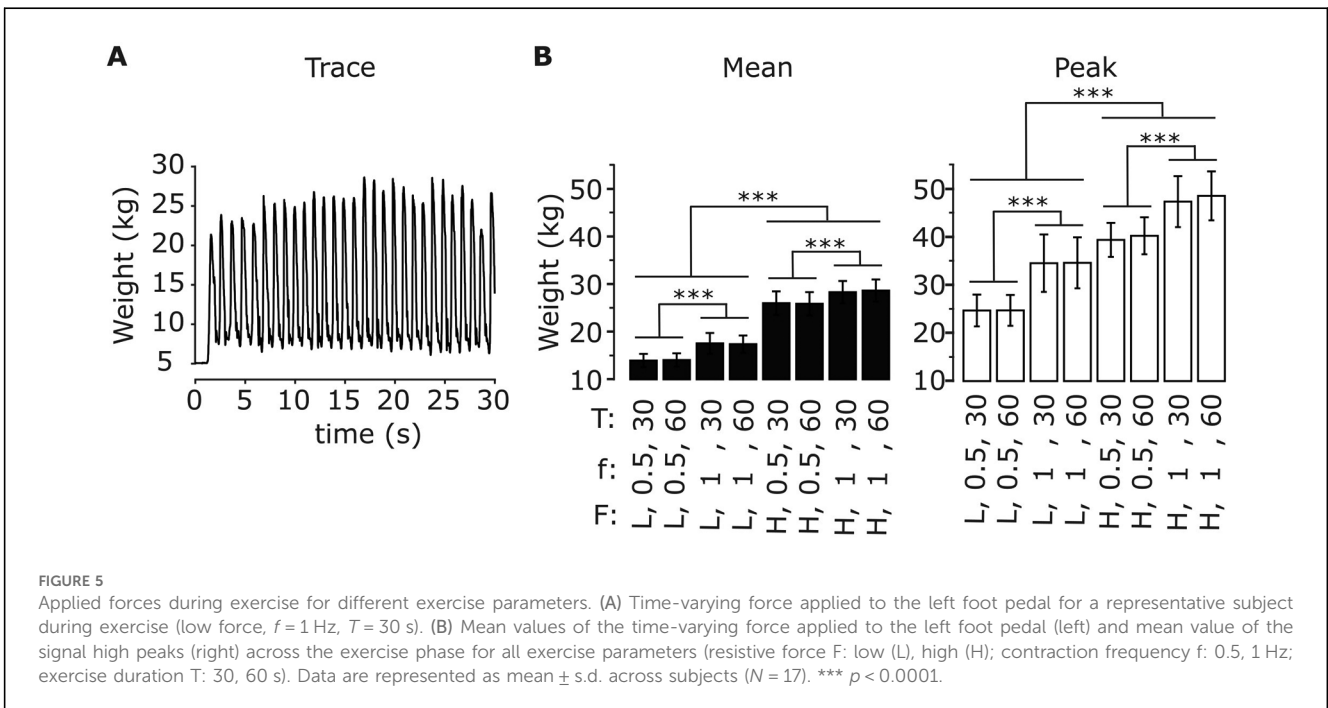 A
Trace
Weight (kg)
30
25
20
15
10
5
0 5 10 15 20 25 30
time (s)
B
Mean
Weight (kg)
50
40
30
20
10
***
***
***
T:
f:
F:
L, 0.5, 30
L, 0.5, 60
L, 1 , 30
L, 1 , 60
H, 0.5, 30
H, 0.5, 60
H, 1 , 30
H, 1 , 60
Peak
50
40
30
20
10
***
***
***
L, 0.5, 30
L, 0.5, 60
L, 1 , 30
L, 1 , 60
H, 0.5, 30
H, 0.5, 60
H, 1 , 30
H, 1 , 60
FIGURE 5
Applied forces during exercise for different exercise parameters. (A) Time-varying force applied to the left foot pedal for a representative subject
during exercise (low force, f = 1 Hz, T = 30 s). (B) Mean values of the time-varying force applied to the left foot pedal (left) and mean value of the
signal high peaks (right) across the exercise phase for all exercise parameters (resistive force F: low (L), high (H); contraction frequency f: 0.5, 1 Hz;
exercise duration T: 30, 60 s). Data are represented as mean ± s.d. across subjects (N = 17). *** p < 0.0001.